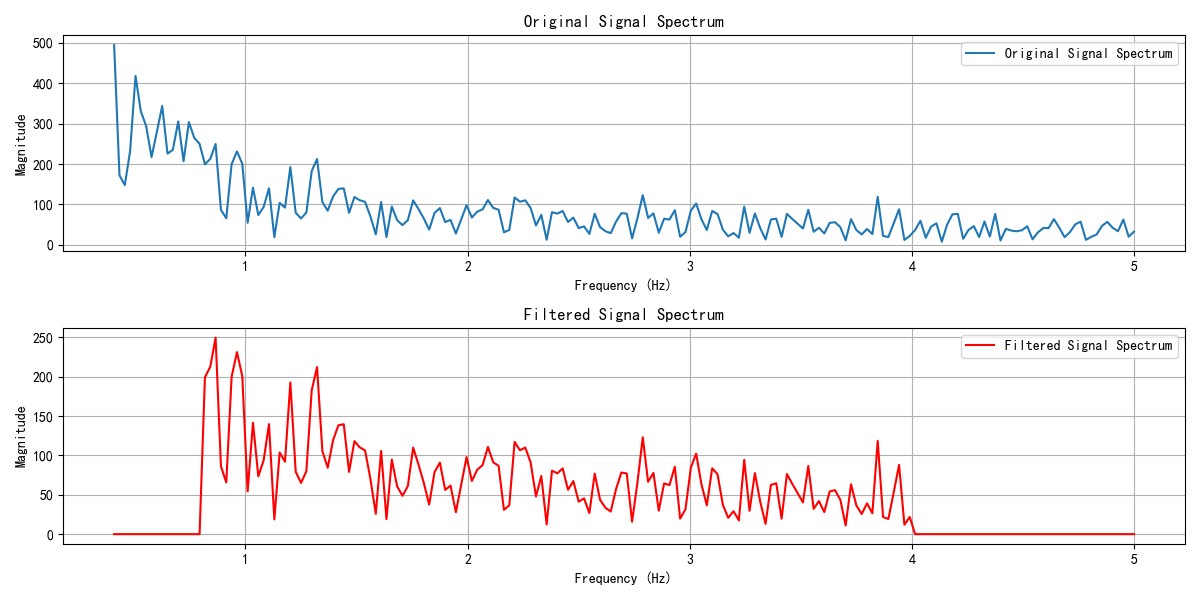 Original Signal Spectrum
500
400
300
200
100
0
Magnitude
Original Signal Spectrum
1
2
3
4
5
Frequency (Hz)
Filtered Signal Spectrum
250
200
150
100
50
0
Magnitude
Filtered Signal Spectrum
1
2
3
4
5
Frequency (Hz)